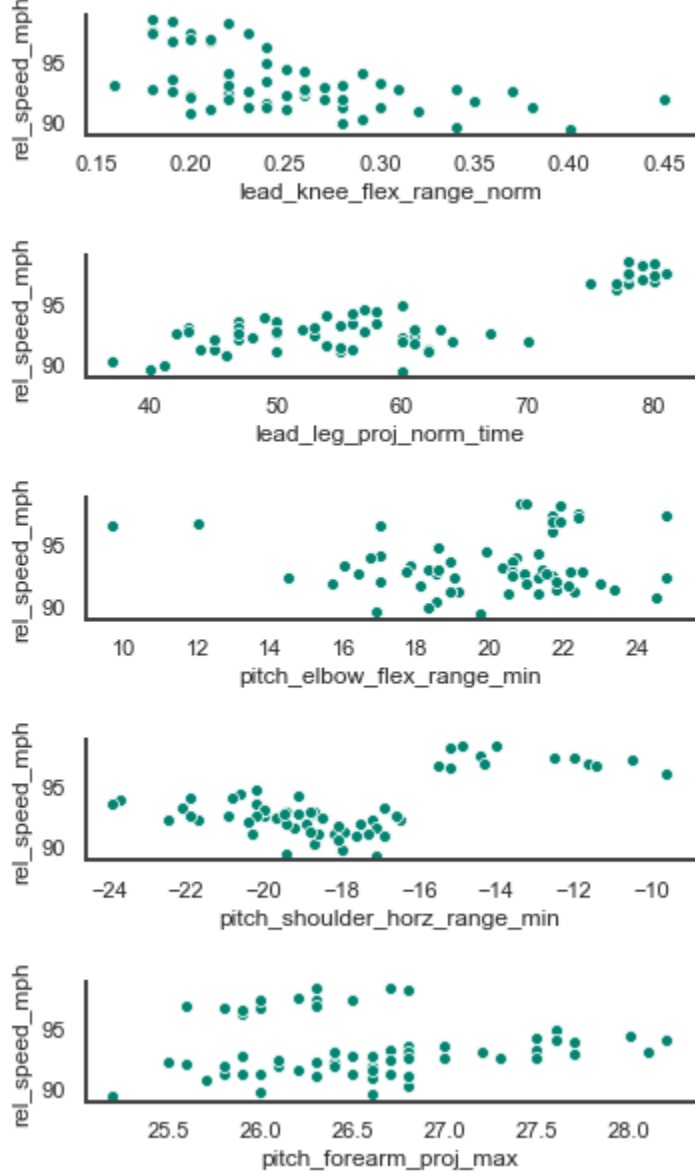 rel_speed_mph
95
90
0.15 0.20 0.25 0.30 0.35 0.40 0.45
lead_knee_flex_range_norm
rel_speed_mph
95
90
40 50 60 70 80
lead_leg_proj_norm_time
rel_speed_mph
95
90
10 12 14 16 18 20 22 24
pitch_elbow_flex_range_min
rel_speed_mph
95
90
−24 −22 −20 −18 −16 −14 −12 −10
pitch_shoulder_horz_range_min
rel_speed_mph
95
90
25.5 26.0 26.5 27.0 27.5 28.0
pitch_forearm_proj_max